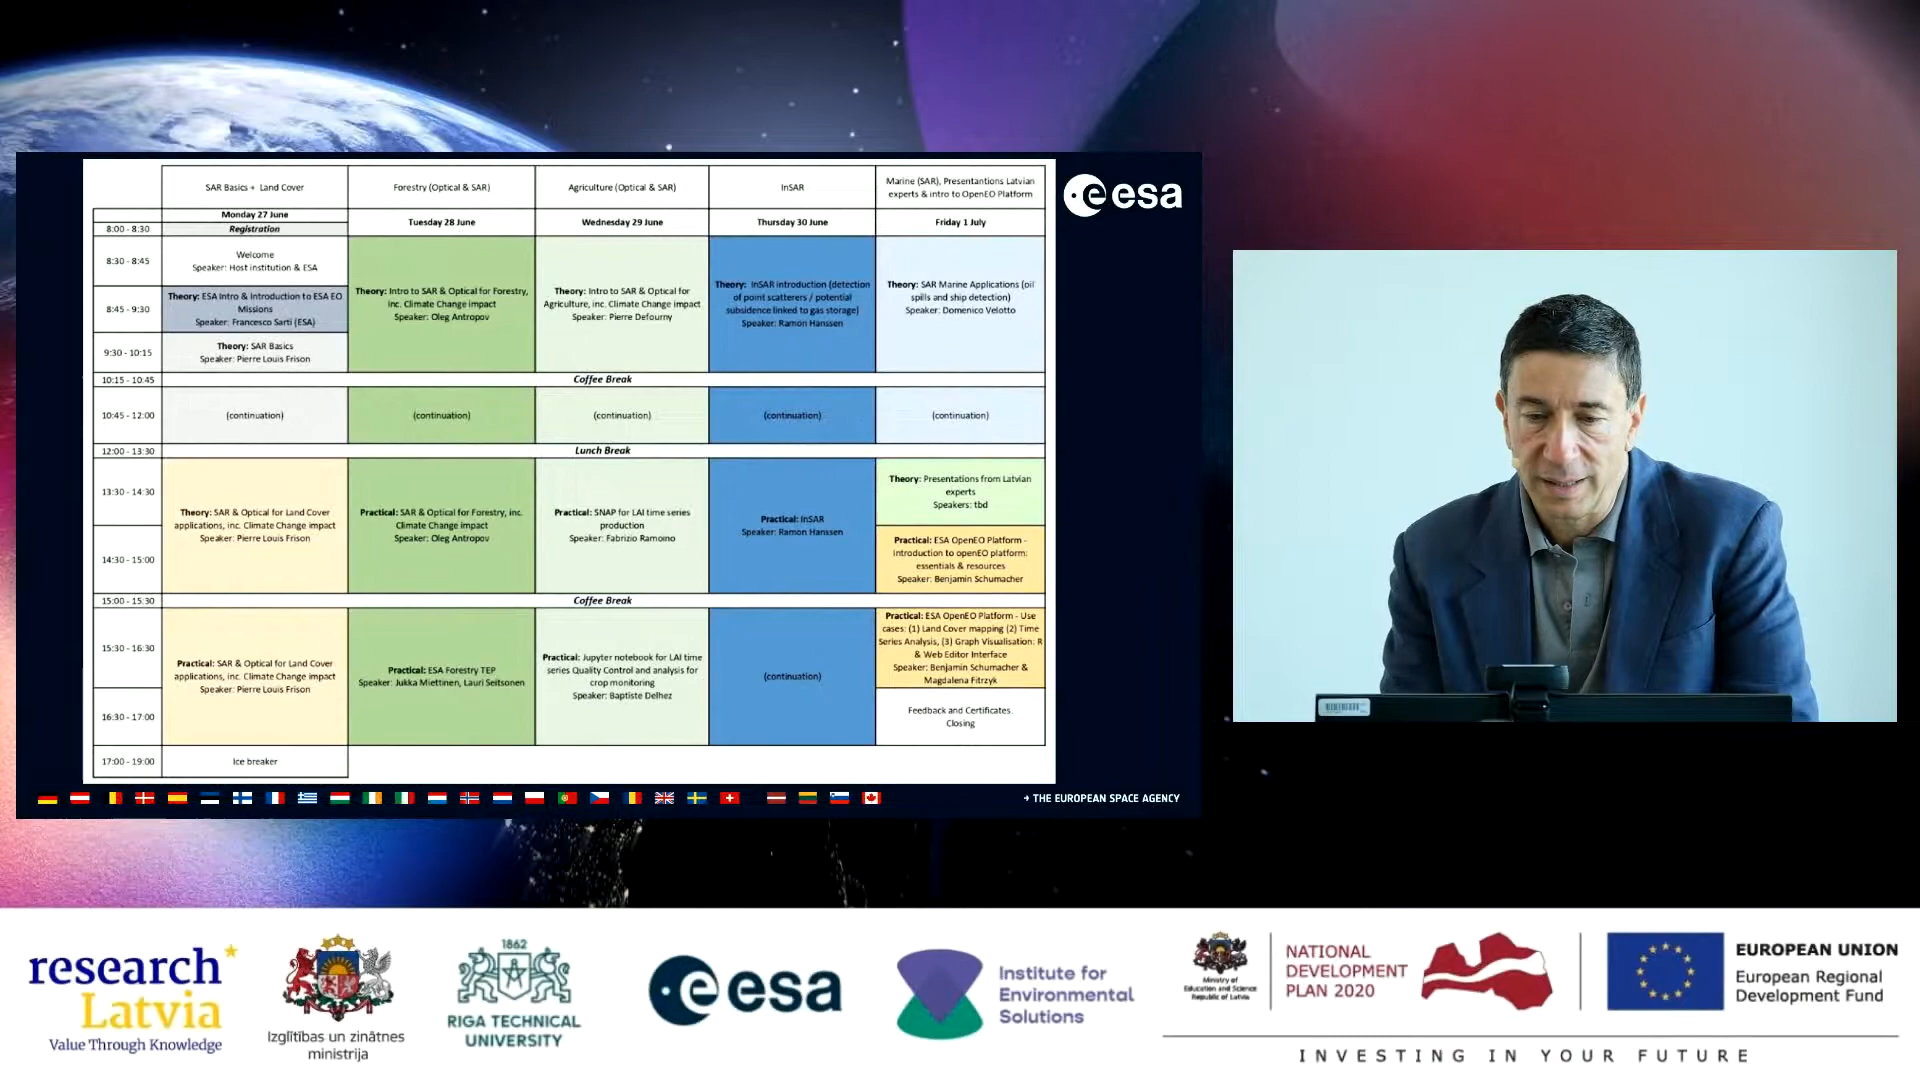 SAR Basics + Land Cover
Forestry (Optical & SAR)
Agriculture (Optical & SAR)
InSAR
Marine (SAR), Presentantions Latvian
experts & intro to OpenEO Platform
Monday 27 June
Tuesday 28 June
Wednesday 29 June
Thursday 30 June
Friday 1 July
8:00 - 8:30
Registration
8:30 - 8:45
Welcome
Speaker: Host institution & ESA
8:45 - 9:30
Theory: ESA Intro & Introduction to ESA EO
Missions
Speaker: Francesco Sarti (ESA)
9:30 - 10:15
Theory: SAR Basics
Speaker: Pierre Louis Frison
Theory: Intro to SAR & Optical for Forestry,
inc. Climate Change impact
Speaker: Oleg Antropov
Theory: Intro to SAR & Optical for
Agriculture, inc. Climate Change impact
Speaker: Pierre Defourny
Theory: InSAR introduction (detection
of point scatterers / potential
subsidence linked to gas storage)
Speaker: Ramon Hanssen
Theory: SAR Marine Applications (oil
spills and ship detection)
Speaker: Domenico Velotto
10:15 - 10:45
Coffee Break
10:45 - 12:00
(continuation)
(continuation)
(continuation)
(continuation)
(continuation)
12:00 - 13:30
Lunch Break
13:30 - 14:30
14:30 - 15:00
Theory: SAR & Optical for Land Cover
applications, inc. Climate Change impact
Speaker: Pierre Louis Frison
Practical: SAR & Optical for Forestry, inc.
Climate Change impact
Speaker: Oleg Antropov
Practical: SNAP for LAI time series
production
Speaker: Fabrizio Ramoino
Practical: InSAR
Speaker: Ramon Hanssen
Theory: Presentations from Latvian
experts
Speakers: tbd
Practical: ESA OpenEO Platform -
Introduction to openEO platform:
essentials & resources
Speaker: Benjamin Schumacher
15:00 - 15:30
Coffee Break
15:30 - 16:30
16:30 - 17:00
Practical: SAR & Optical for Land Cover
applications, inc. Climate Change impact
Speaker: Pierre Louis Frison
Practical: ESA Forestry TEP
Speaker: Jukka Miettinen, Lauri Seitsonen
Practical: Jupyter notebook for LAI time
series Quality Control and analysis for
crop monitoring
Speaker: Baptiste Delhez
(continuation)
Practical: ESA OpenEO Platform - Use
cases: (1) Land Cover mapping (2) Time
Series Analysis, (3) Graph Visualisation: R
& Web Editor Interface
Speaker: Benjamin Schumacher &
Magdalena Fitrzyk
Feedback and Certificates.
Closing
17:00 - 19:00
Ice breaker
esa
→ THE EUROPEAN SPACE AGENCY
research
Latvia
Value Through Knowledge
Izglītības un zinātnes
ministrija
1862
RIGA TECHNICAL
UNIVERSITY
esa
Institute for
Environmental
Solutions
Ministry of
Education and Science
Republic of Latvia
NATIONAL
DEVELOPMENT
PLAN 2020
EUROPEAN UNION
European Regional
Development Fund
INVESTING IN YOUR FUTURE